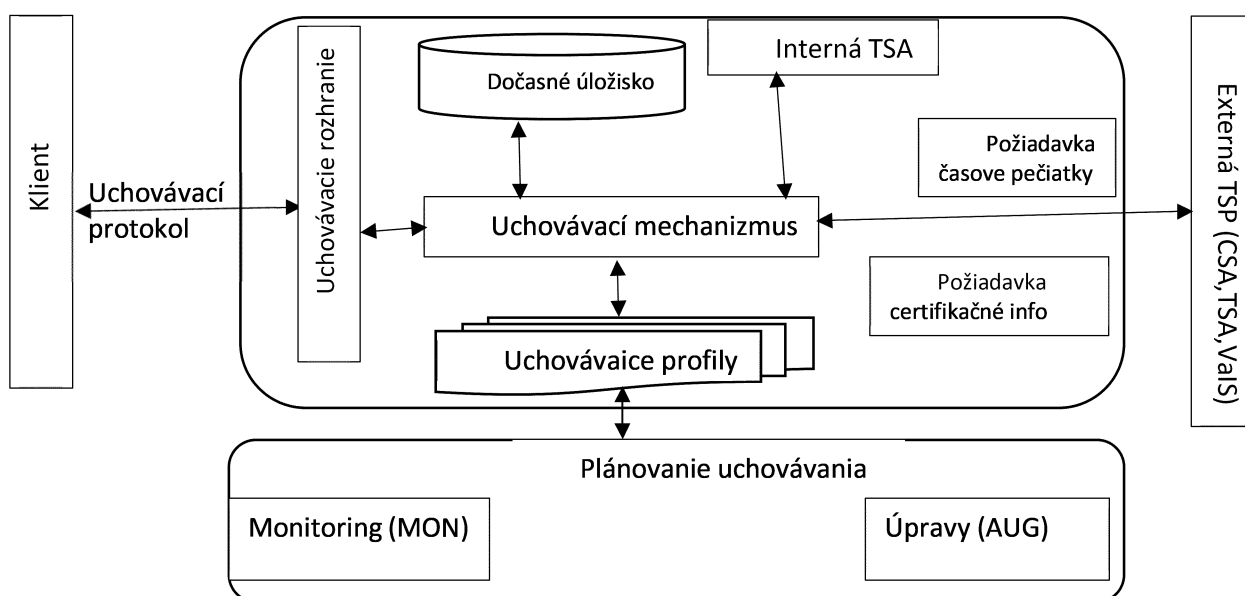 Klient
Uchovávací
protokol
Uchovávacie rozhranie
Dočasné úložisko
Interná TSA
Požiadavka
časove pečiatky
Uchovávací mechanizmus
Požiadavka
certifikačné info
Uchovávaice profily
Externá TSP (CSA,TSA,ValS)
Plánovanie uchovávania
Monitoring (MON)
Úpravy (AUG)